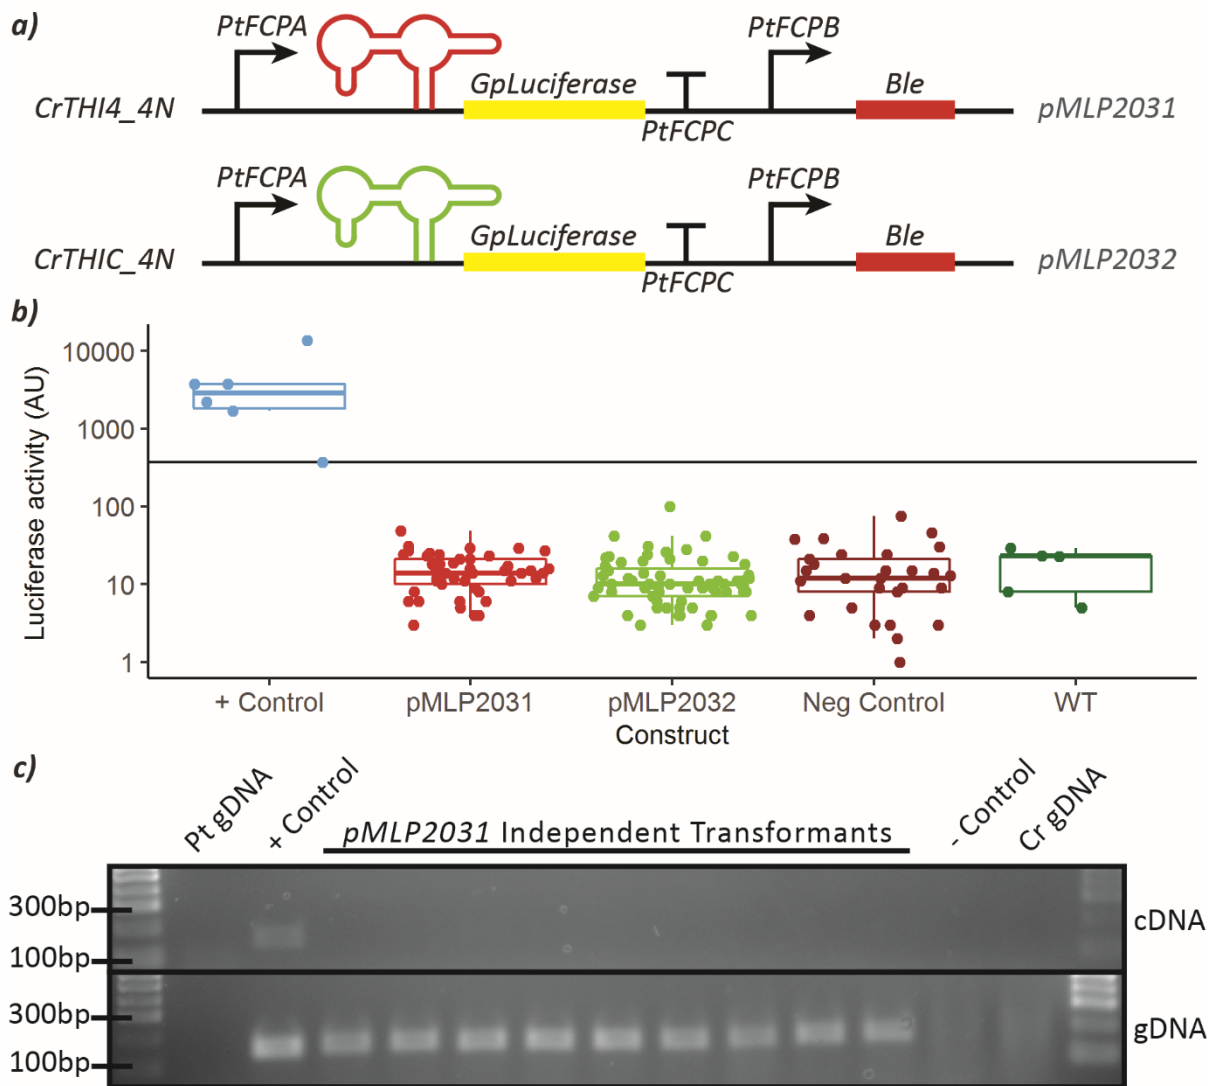 a)
PtFCPA
PtFCPB
CrTHI4_4N
GpLuciferase
Ble
pMLP2031
PtFCPC
PtFCPA
PtFCPB
CrTHIC_4N
GpLuciferase
Ble
pMLP2032
PtFCPC
b)
Luciferase activity (AU)
10000
1000
100
10
1
+ Control
pMLP2031
pMLP2032
Neg Control
WT
Construct
c)
Pt gDNA
+ Control
pMLP2031 Independent Transformants
- Control
Cr gDNA
300bp
100bp
cDNA
300bp
100bp
gDNA